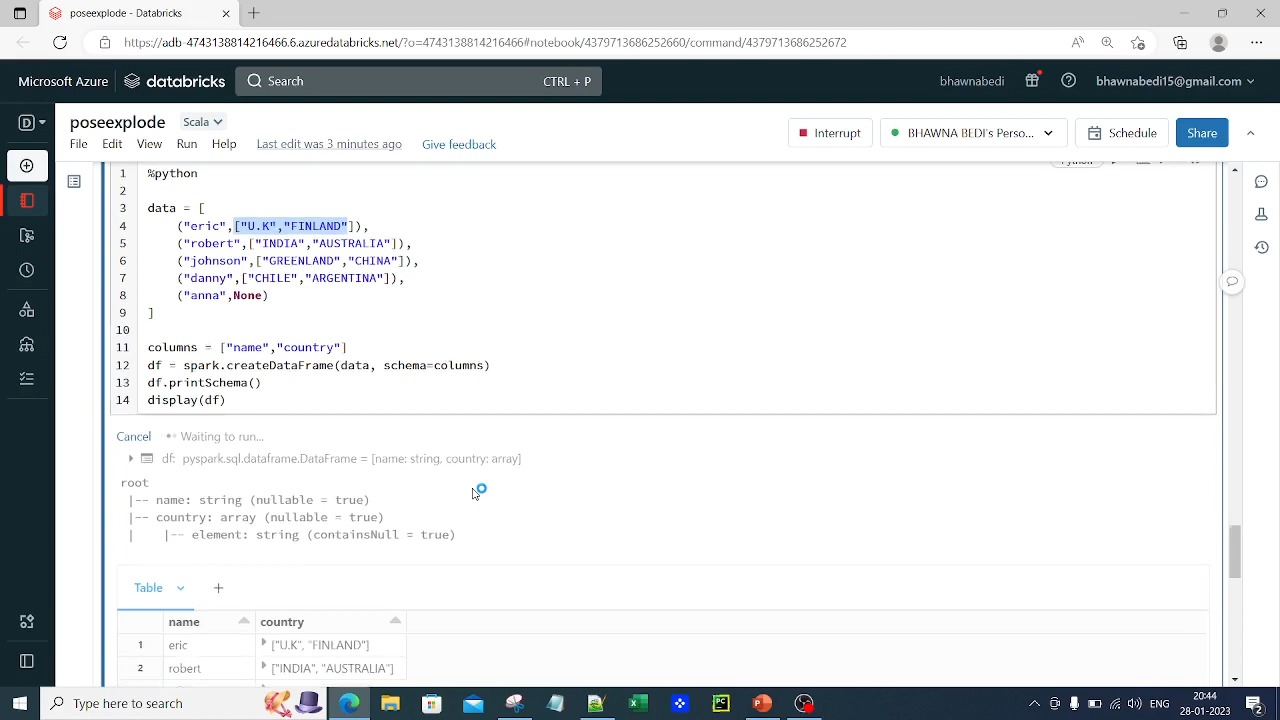 poseexplode - Databricks
https://adb-4743138814216466.6.azuredatabricks.net/?o=4743138814216466#notebook/4379713686252660/command/4379713686252672
Microsoft Azure databricks Search CTRL + P bhawnabedi bhawnabedi15@gmail.com
D
poseexplode Scala
File Edit View Run Help Last edit was 3 minutes ago Give feedback
Interrupt BHAWNA BEDI's Perso... Schedule Share
1 %python
2
3 data = [
4 ("eric",["U.K","FINLAND"]),
5 ("robert",["INDIA","AUSTRALIA"]),
6 ("johnson",["GREENLAND","CHINA"]),
7 ("danny",["CHILE","ARGENTINA"]),
8 ("anna",None)
9 ]
10
11 columns = ["name","country"]
12 df = spark.createDataFrame(data, schema=columns)
13 df.printSchema()
14 display(df)
Cancel Waiting to run...
df: pyspark.sql.dataframe.DataFrame = [name: string, country: array]
root
|-- name: string (nullable = true)
|-- country: array (nullable = true)
| |-- element: string (containsNull = true)
Table +
name country
1 eric ["U.K", "FINLAND"]
2 robert ["INDIA", "AUSTRALIA"]
Type here to search
ENG 20:44
28-01-2023 2